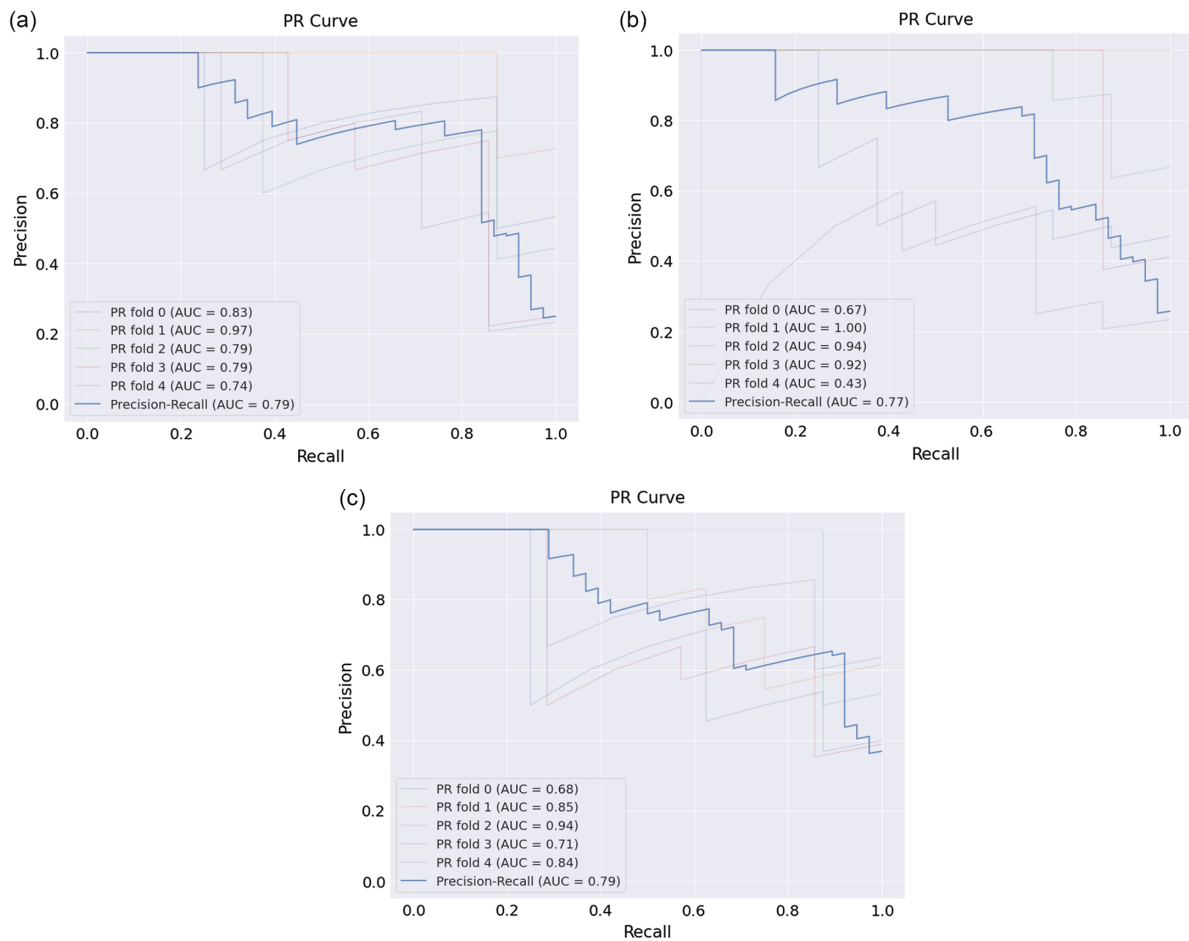 (a)
PR Curve
1.0
0.8
0.6
0.4
0.2
0.0
Precision
PR fold 0 (AUC = 0.83)
PR fold 1 (AUC = 0.97)
PR fold 2 (AUC = 0.79)
PR fold 3 (AUC = 0.79)
PR fold 4 (AUC = 0.74)
Precision-Recall (AUC = 0.79)
0.0 0.2 0.4 0.6 0.8 1.0
Recall
(b)
PR Curve
1.0
0.8
0.6
0.4
0.2
0.0
Precision
PR fold 0 (AUC = 0.67)
PR fold 1 (AUC = 1.00)
PR fold 2 (AUC = 0.94)
PR fold 3 (AUC = 0.92)
PR fold 4 (AUC = 0.43)
Precision-Recall (AUC = 0.77)
0.0 0.2 0.4 0.6 0.8 1.0
Recall
(c)
PR Curve
1.0
0.8
0.6
0.4
0.2
0.0
Precision
PR fold 0 (AUC = 0.68)
PR fold 1 (AUC = 0.85)
PR fold 2 (AUC = 0.94)
PR fold 3 (AUC = 0.71)
PR fold 4 (AUC = 0.84)
Precision-Recall (AUC = 0.79)
0.0 0.2 0.4 0.6 0.8 1.0
Recall